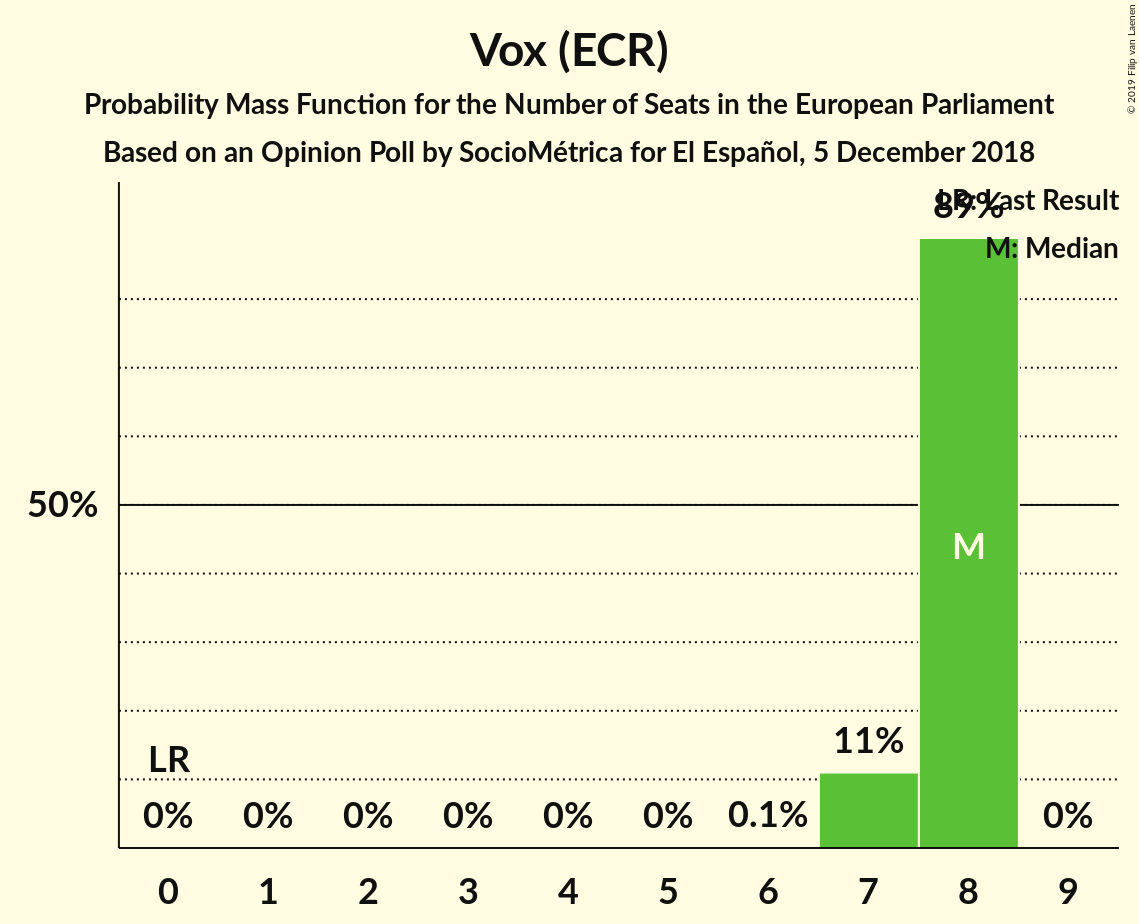 Vox (ECR)
Probability Mass Function for the Number of Seats in the European Parliament
Based on an Opinion Poll by SocioMétrica for El Español, 5 December 2018
© 2019 Filip van Laenen
LR: Last Result
M: Median
89%
50%
M
11%
LR
0% 0% 0% 0% 0% 0% 0.1% 0%
0 1 2 3 4 5 6 7 8 9